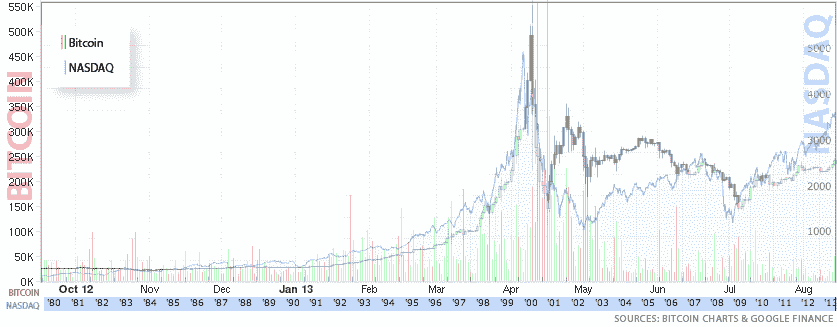 550K
500K
450K
400K
350K
300K
250K
200K
150K
100K
50K
0K
BITCOIN
Bitcoin
NASDAQ
NASDAQ
5000
4000
3000
2000
1000
BITCOIN Oct 12 Nov Dec Jan 13 Feb Mar Apr May Jun Jul Aug
NASDAQ '80 '81 '82 '83 '84 '85 '86 '87 '88 '89 '90 '91 '92 '93 '94 '95 '96 '97 '98 '99 '00 '01 '02 '03 '04 '05 '06 '07 '08 '09 '10 '11 '12
SOURCES: BITCOIN CHARTS & GOOGLE FINANCE